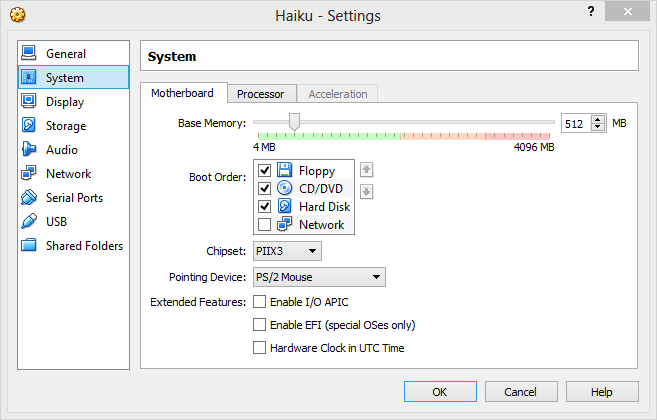 Haiku - Settings
?
General
System
Display
Storage
Audio
Network
Serial Ports
USB
Shared Folders
System
Motherboard Processor Acceleration
Base Memory: 512 MB
4 MB 4096 MB
Boot Order:
Floppy
CD/DVD
Hard Disk
Network
Chipset: PIIX3
Pointing Device: PS/2 Mouse
Extended Features: Enable I/O APIC
Enable EFI (special OSes only)
Hardware Clock in UTC Time
OK Cancel Help